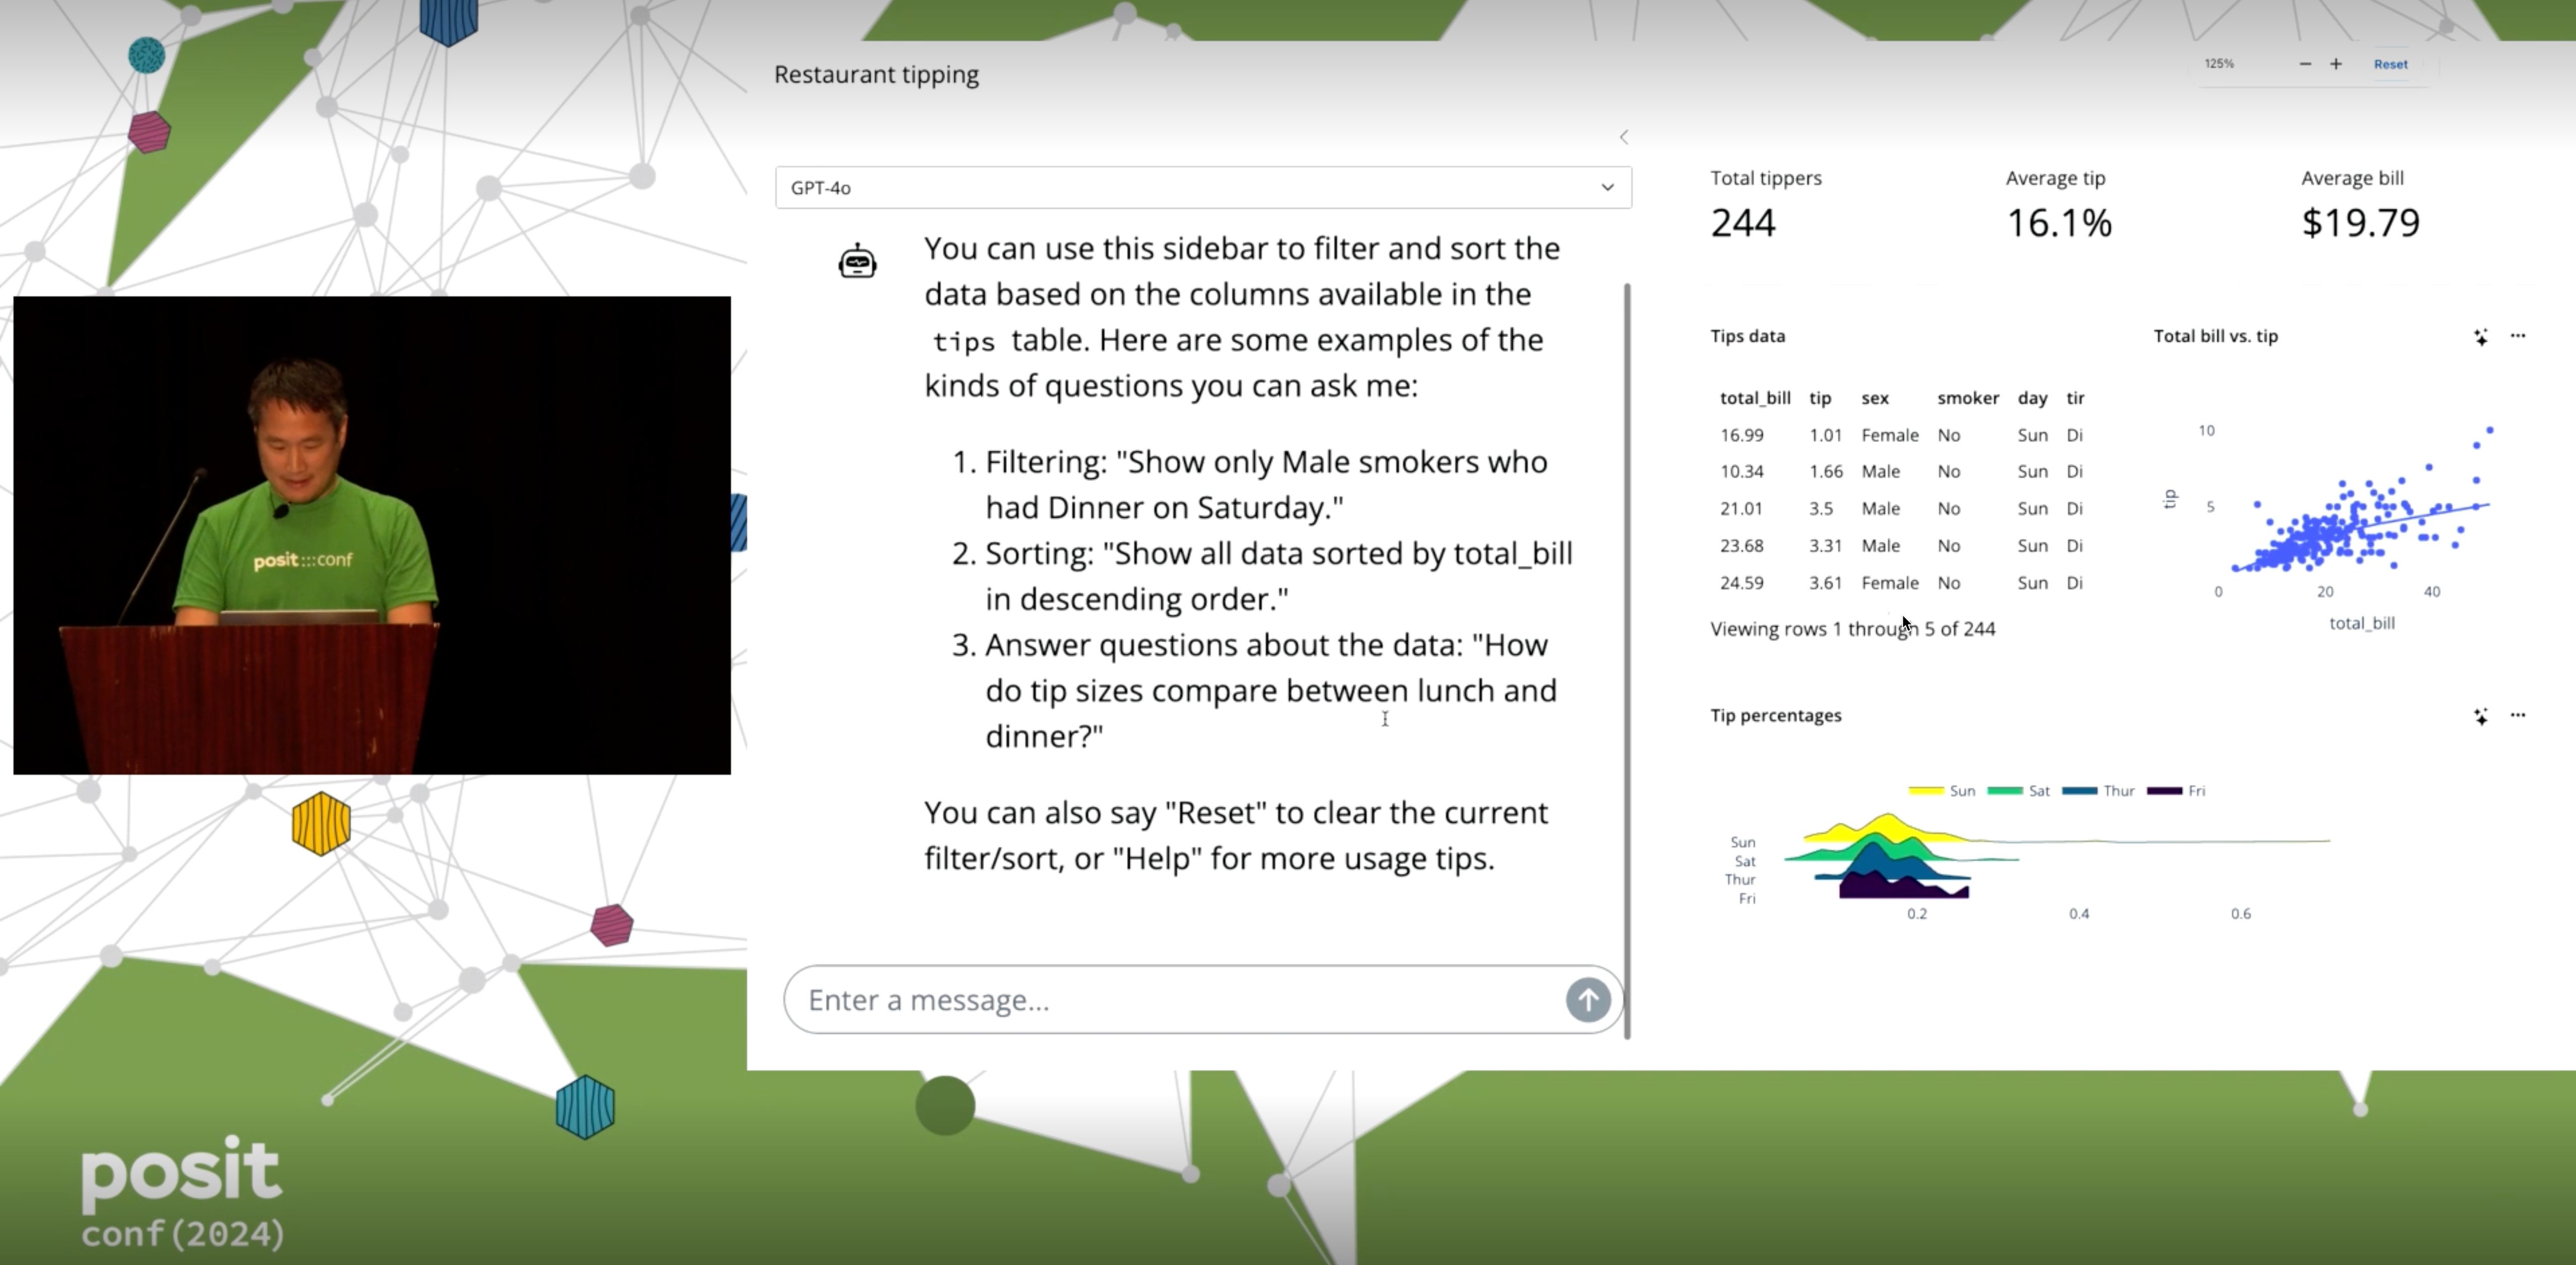 Restaurant tipping
125%
Reset
GPT-4o
You can use this sidebar to filter and sort the
data based on the columns available in the
tips table. Here are some examples of the
kinds of questions you can ask me:
1. Filtering: "Show only Male smokers who
had Dinner on Saturday."
2. Sorting: "Show all data sorted by total_bill
in descending order."
3. Answer questions about the data: "How
do tip sizes compare between lunch and
dinner?"
You can also say "Reset" to clear the current
filter/sort, or "Help" for more usage tips.
Enter a message...
Total tippers
244
Average tip
16.1%
Average bill
$19.79
Tips data
total_bill tip sex smoker day tir
16.99 1.01 Female No Sun Di
10.34 1.66 Male No Sun Di
21.01 3.5 Male No Sun Di
23.68 3.31 Male No Sun Di
24.59 3.61 Female No Sun Di
Viewing rows 1 through 5 of 244
Total bill vs. tip
10
5
tip
0 20 40
total_bill
Tip percentages
Sun Sat Thur Fri
Sun
Sat
Thur
Fri
0.2 0.4 0.6
posit:::conf
posit
conf(2024)